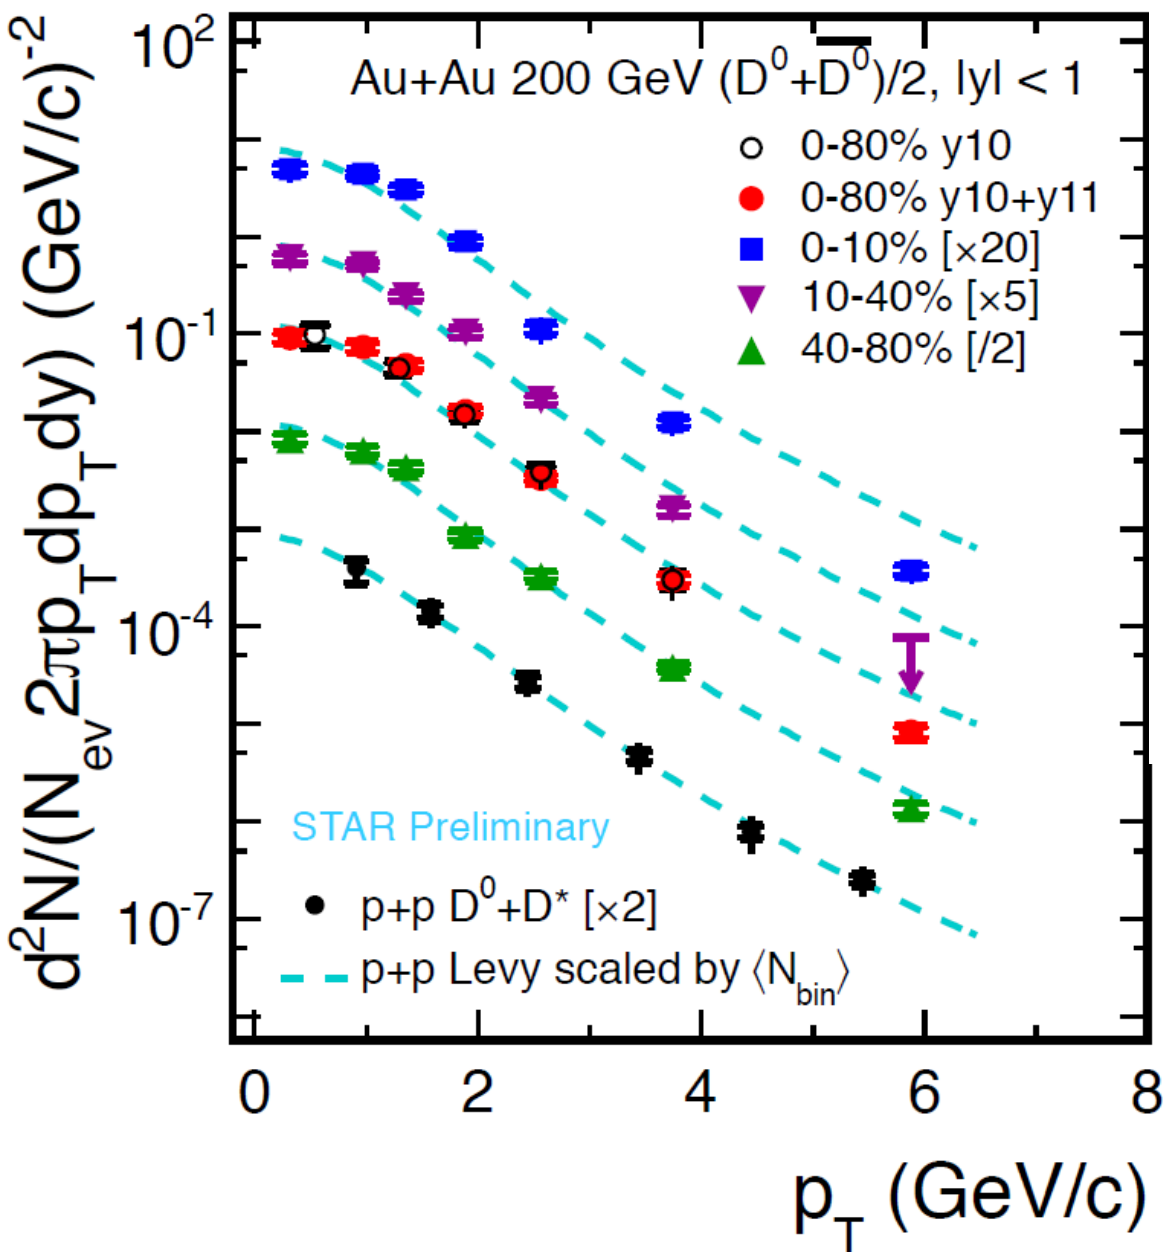 d²N/(N_ev 2πp_T dp_T dy) (GeV/c)⁻²
10²
10⁻¹
10⁻⁴
10⁻⁷
Au+Au 200 GeV (D⁰+D̅⁰)/2, |y| < 1
0-80% y10
0-80% y10+y11
0-10% [×20]
10-40% [×5]
40-80% [/2]
STAR Preliminary
p+p D⁰+D* [×2]
p+p Levy scaled by ⟨N_bin⟩
0 2 4 6 8
p_T (GeV/c)